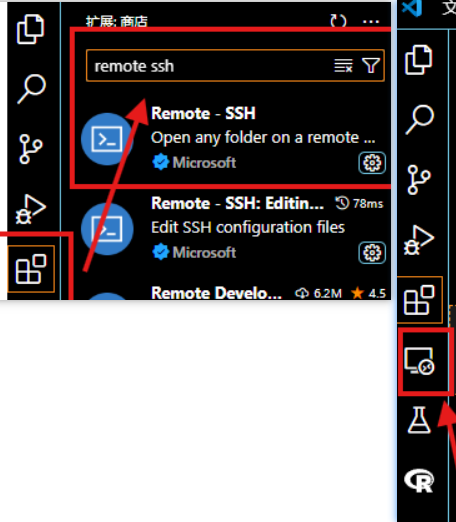 扩展: 商店
remote ssh
Remote - SSH
Open any folder on a remote ...
Microsoft
Remote - SSH: Editin... 78ms
Edit SSH configuration files
Microsoft
Remote Develo... 6.2M ★ 4.5
文
R